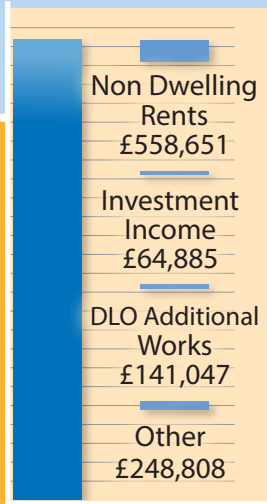 Non Dwelling
Rents
£558,651
Investment
Income
£64,885
DLO Additional
Works
£141,047
Other
£248,808